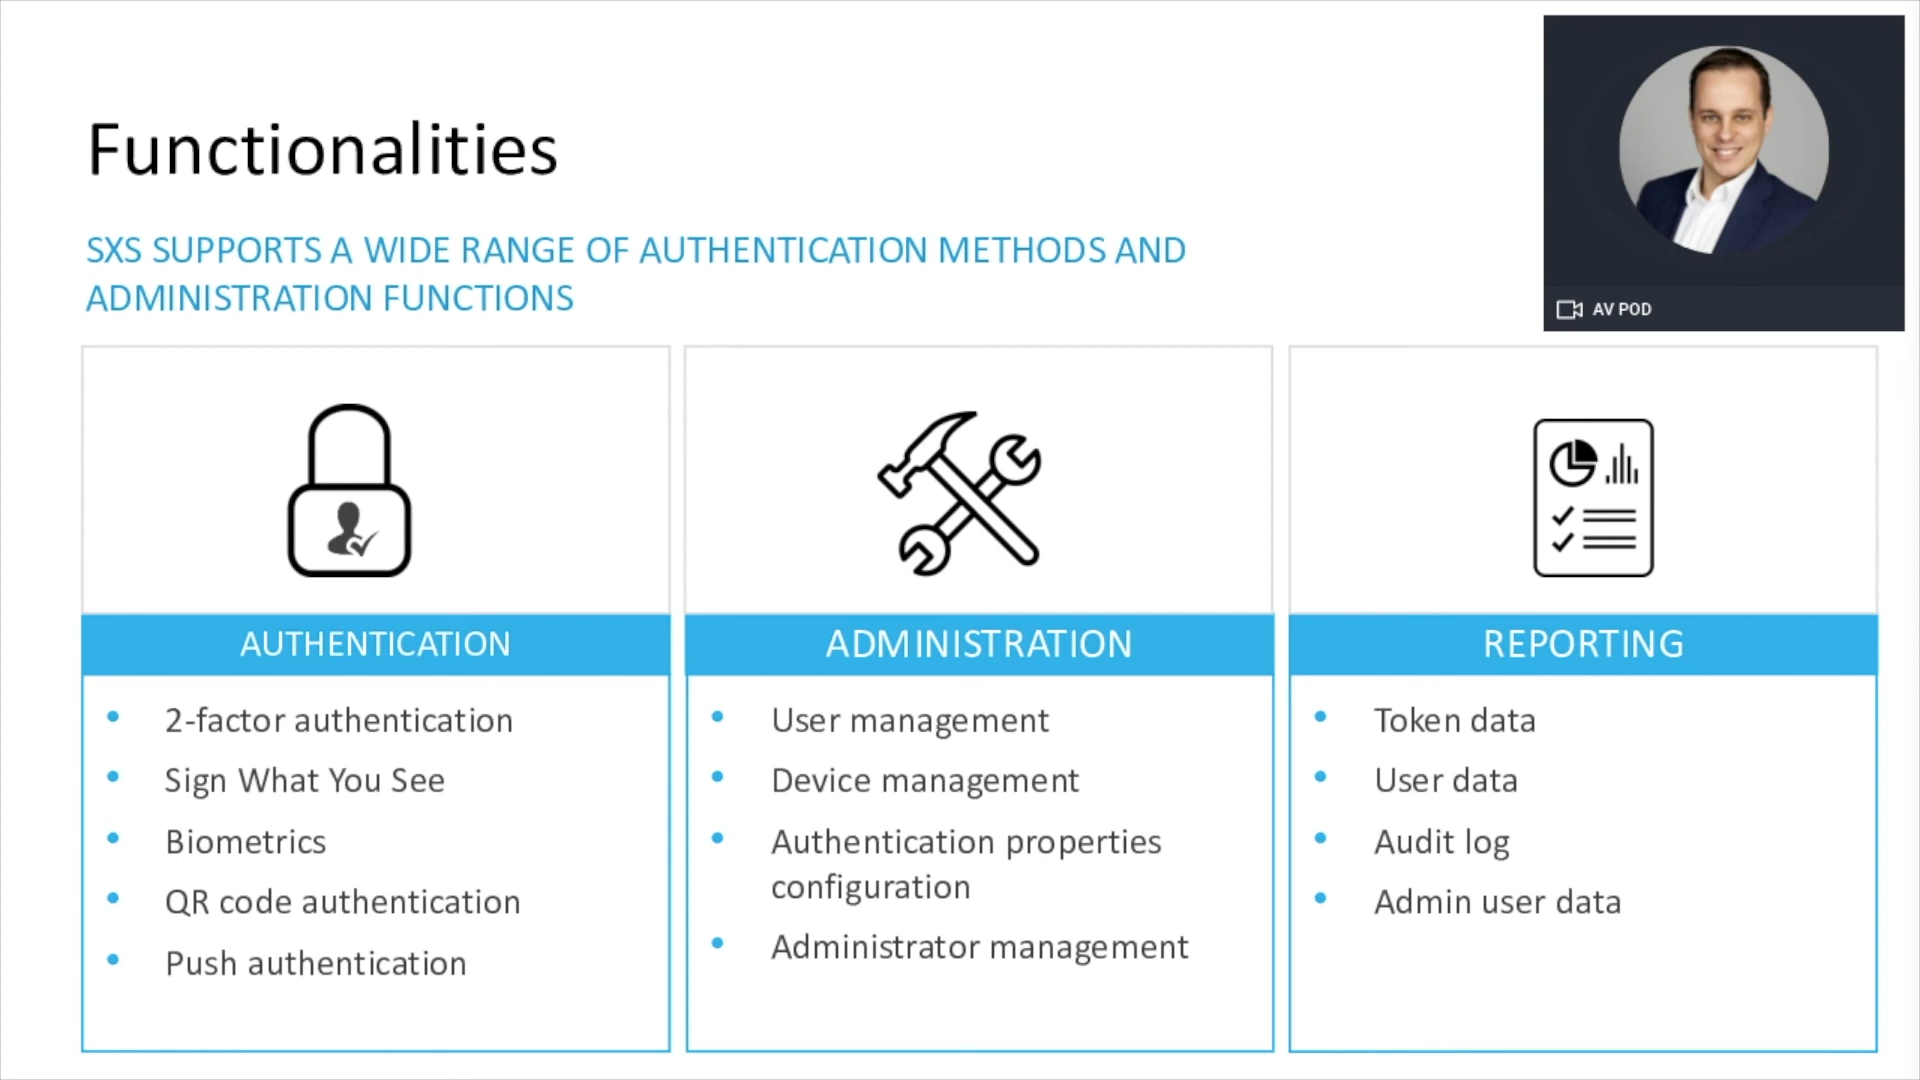 Functionalities
SXS SUPPORTS A WIDE RANGE OF AUTHENTICATION METHODS AND
ADMINISTRATION FUNCTIONS
AV POD
AUTHENTICATION
• 2-factor authentication
• Sign What You See
• Biometrics
• QR code authentication
• Push authentication
ADMINISTRATION
• User management
• Device management
• Authentication properties
configuration
• Administrator management
REPORTING
• Token data
• User data
• Audit log
• Admin user data